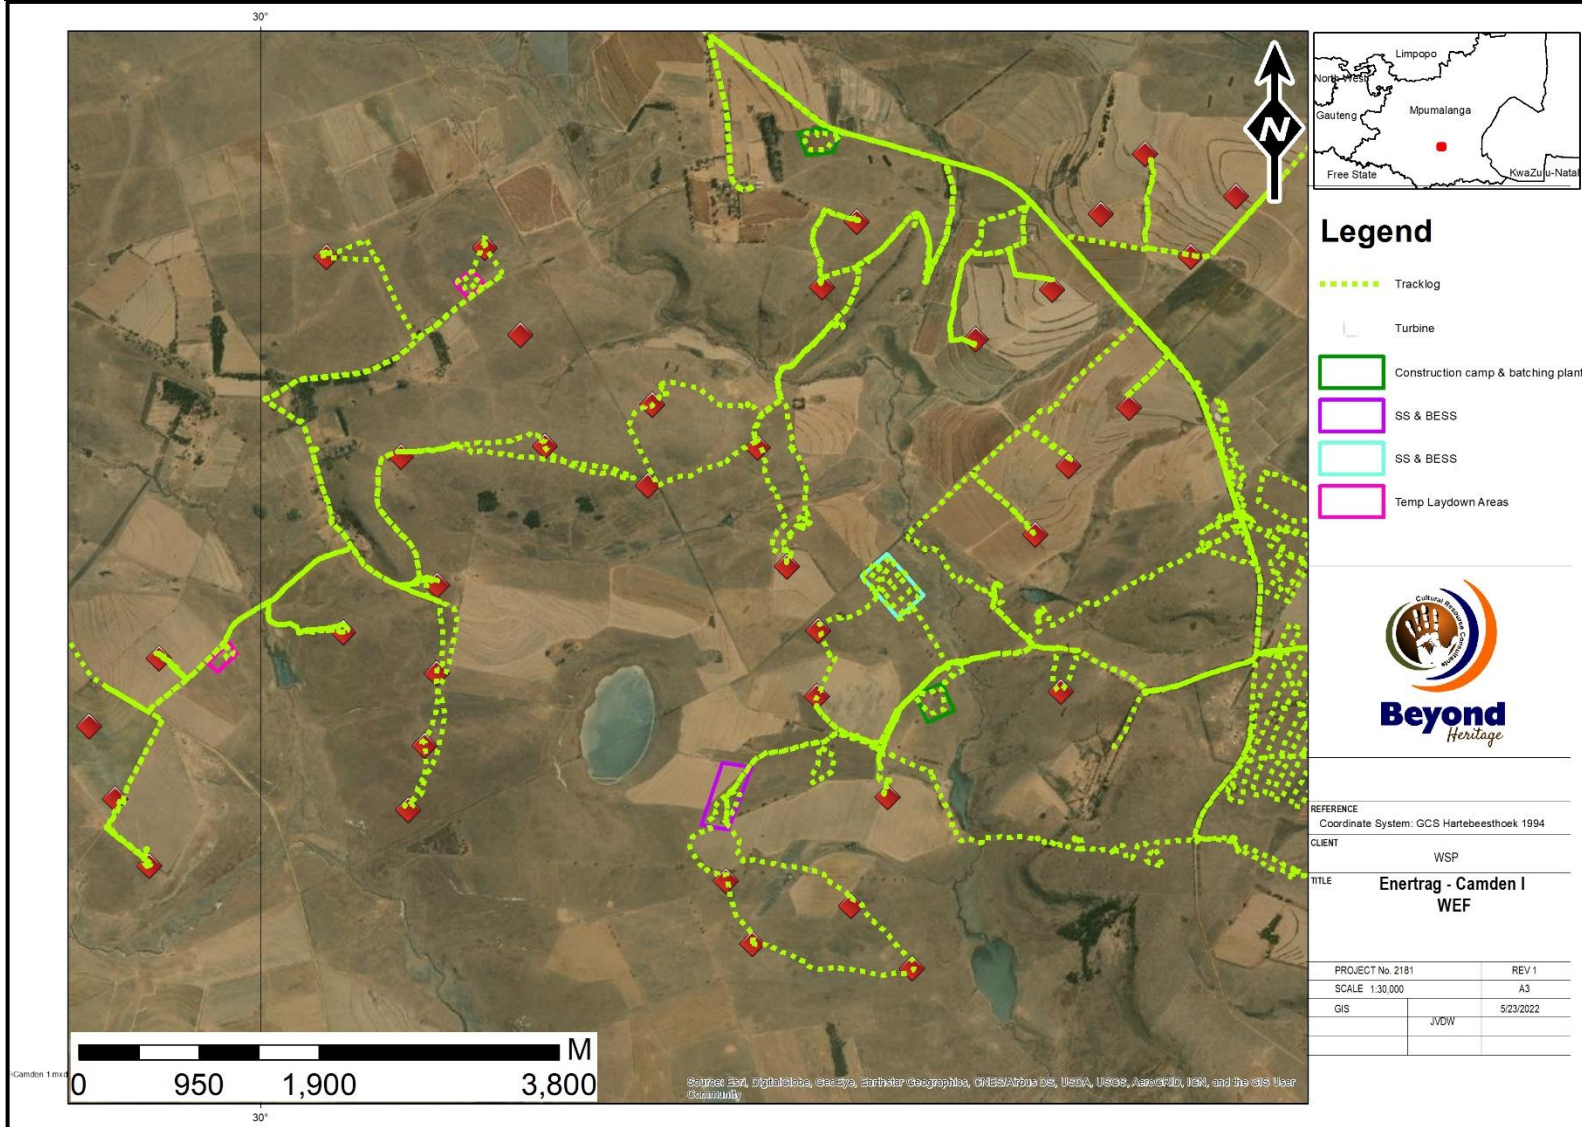 30°
N
Limpopo
North West
Mpumalanga
Gauteng
Free State
KwaZulu-Natal
Legend
Tracklog
Turbine
Construction camp & batching plant
SS & BESS
SS & BESS
Temp Laydown Areas
Cultural Resource Consultants
Beyond
Heritage
REFERENCE
Coordinate System: GCS Hartebeesthoek 1994
CLIENT
WSP
TITLE
Enertrag - Camden I
WEF
PROJECT No. 2181 REV 1
SCALE 1:30,000 A3
GIS 5/23/2022
JVDW
M
0 950 1,900 3,800
Source: Esri, DigitalGlobe, GeoEye, Earthstar Geographics, CNES/Airbus DS, USDA, USGS, AeroGRID, IGN, and the GIS User
Community
30°